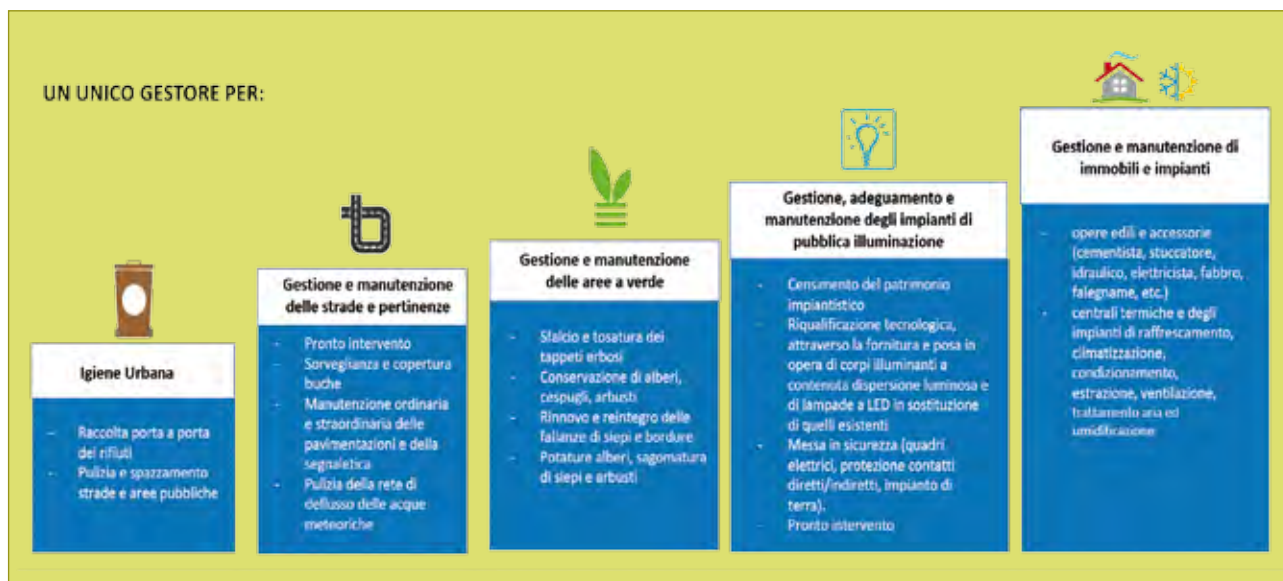 UN UNICO GESTORE PER:
Igiene Urbana
- Raccolta porta a porta
dei rifiuti
- Pulizia e spazzamento
strade e aree pubbliche
Gestione e manutenzione
delle strade e pertinenze
- Pronto intervento
- Sorveglianza e copertura
buche
- Manutenzione ordinaria
e straordinaria delle
pavimentazioni e della
segnaletica
- Pulizia della rete di
deflusso delle acque
meteoriche
Gestione e manutenzione
delle aree a verde
- Sfalcio e tosatura dei
tappeti erbosi
- Conservazione di alberi,
cespugli, arbusti
- Rinnovo e reintegro delle
fallanze di siepi e bordure
- Potature alberi, sagomatura
di siepi e arbusti
Gestione, adeguamento e
manutenzione degli impianti di
pubblica illuminazione
- Censimento del patrimonio
impiantistico
- Riqualificazione tecnologica,
attraverso la fornitura e posa in
opera di corpi illuminanti a
contenuta dispersione luminosa e
di lampade a LED in sostituzione
di quelli esistenti
- Messa in sicurezza (quadri
elettrici, protezione contatti
diretti/indiretti, impianto di
terra).
- Pronto intervento
Gestione e manutenzione di
immobili e impianti
- opere edili e accessorie
(cementista, stuccatore,
idraulico, elettricista, fabbro,
falegname, etc.)
- centrali termiche e degli
impianti di raffrescamento,
climatizzazione,
condizionamento,
estrazione, ventilazione,
trattamento aria ed
umidificazione